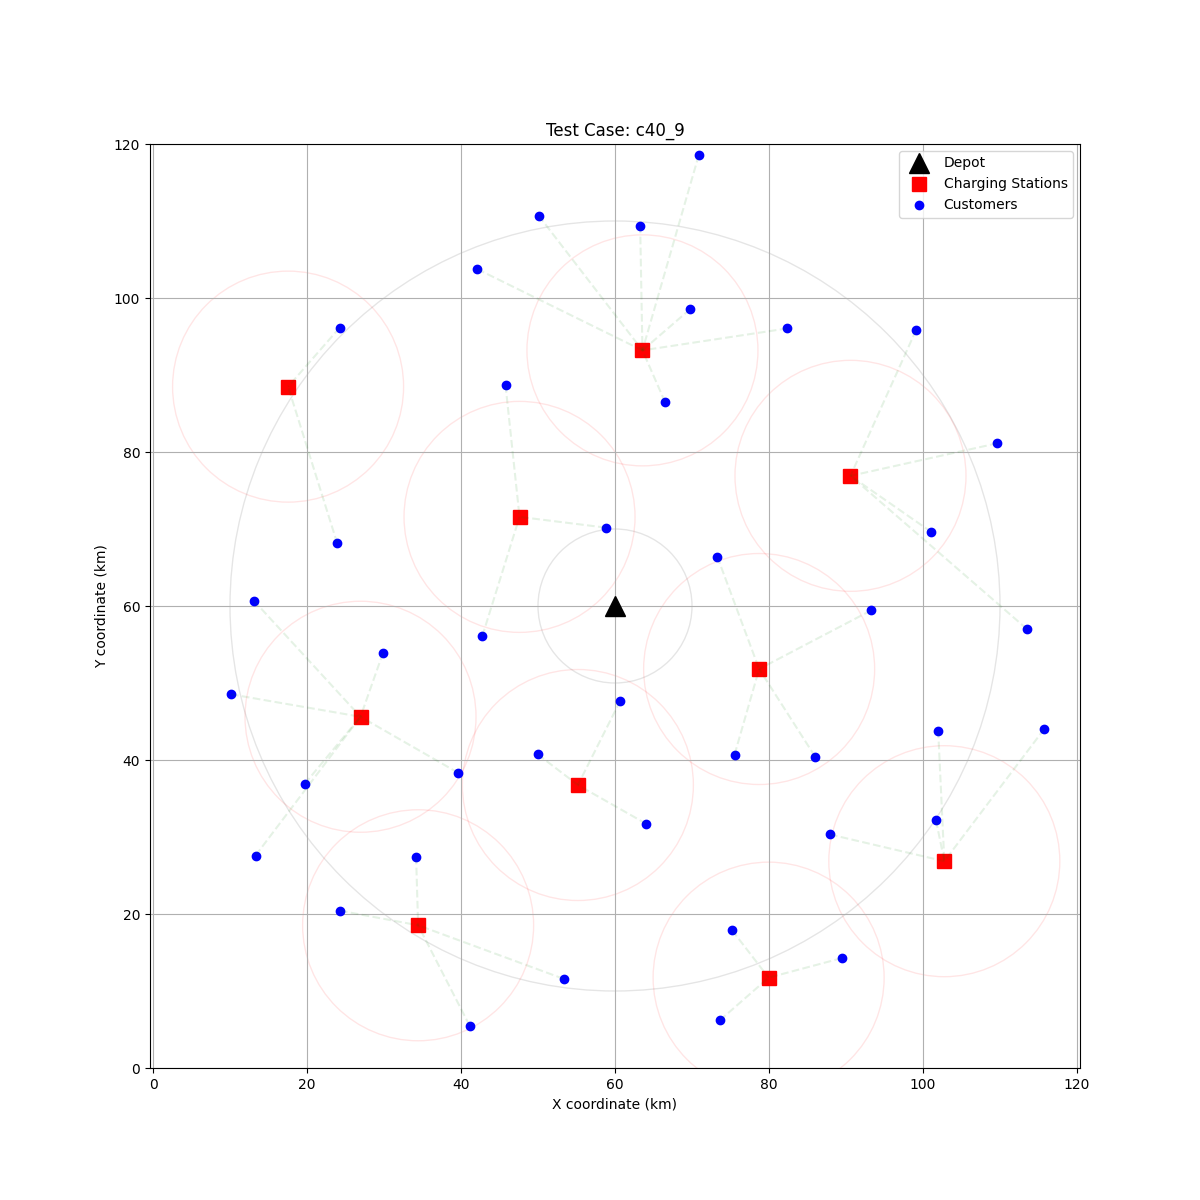 Test Case: c40_9
Depot
Charging Stations
Customers
Y coordinate (km)
120
100
80
60
40
20
0
0 20 40 60 80 100 120
X coordinate (km)